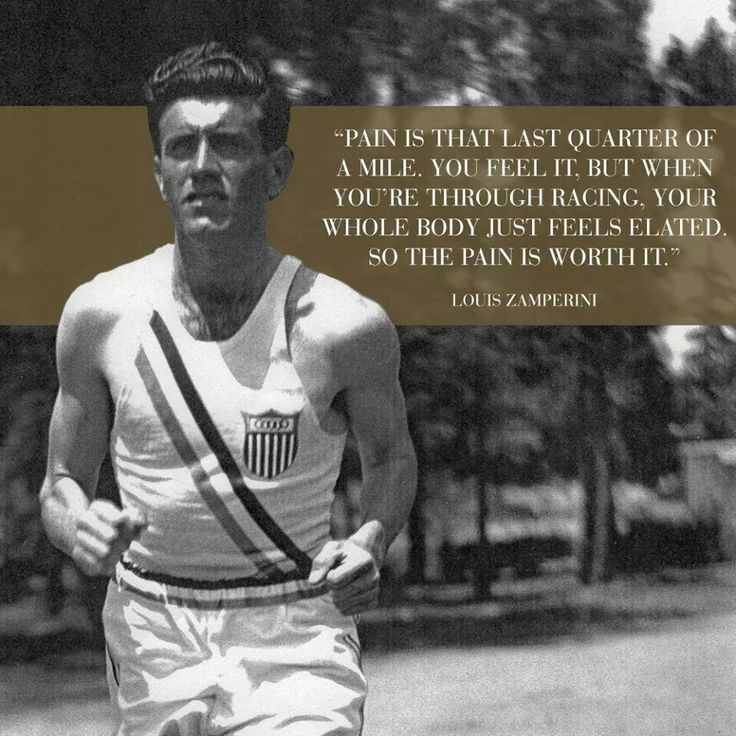 “PAIN IS THAT LAST QUARTER OF
A MILE. YOU FEEL IT, BUT WHEN
YOU’RE THROUGH RACING, YOUR
WHOLE BODY JUST FEELS ELATED.
SO THE PAIN IS WORTH IT.”
LOUIS ZAMPERINI